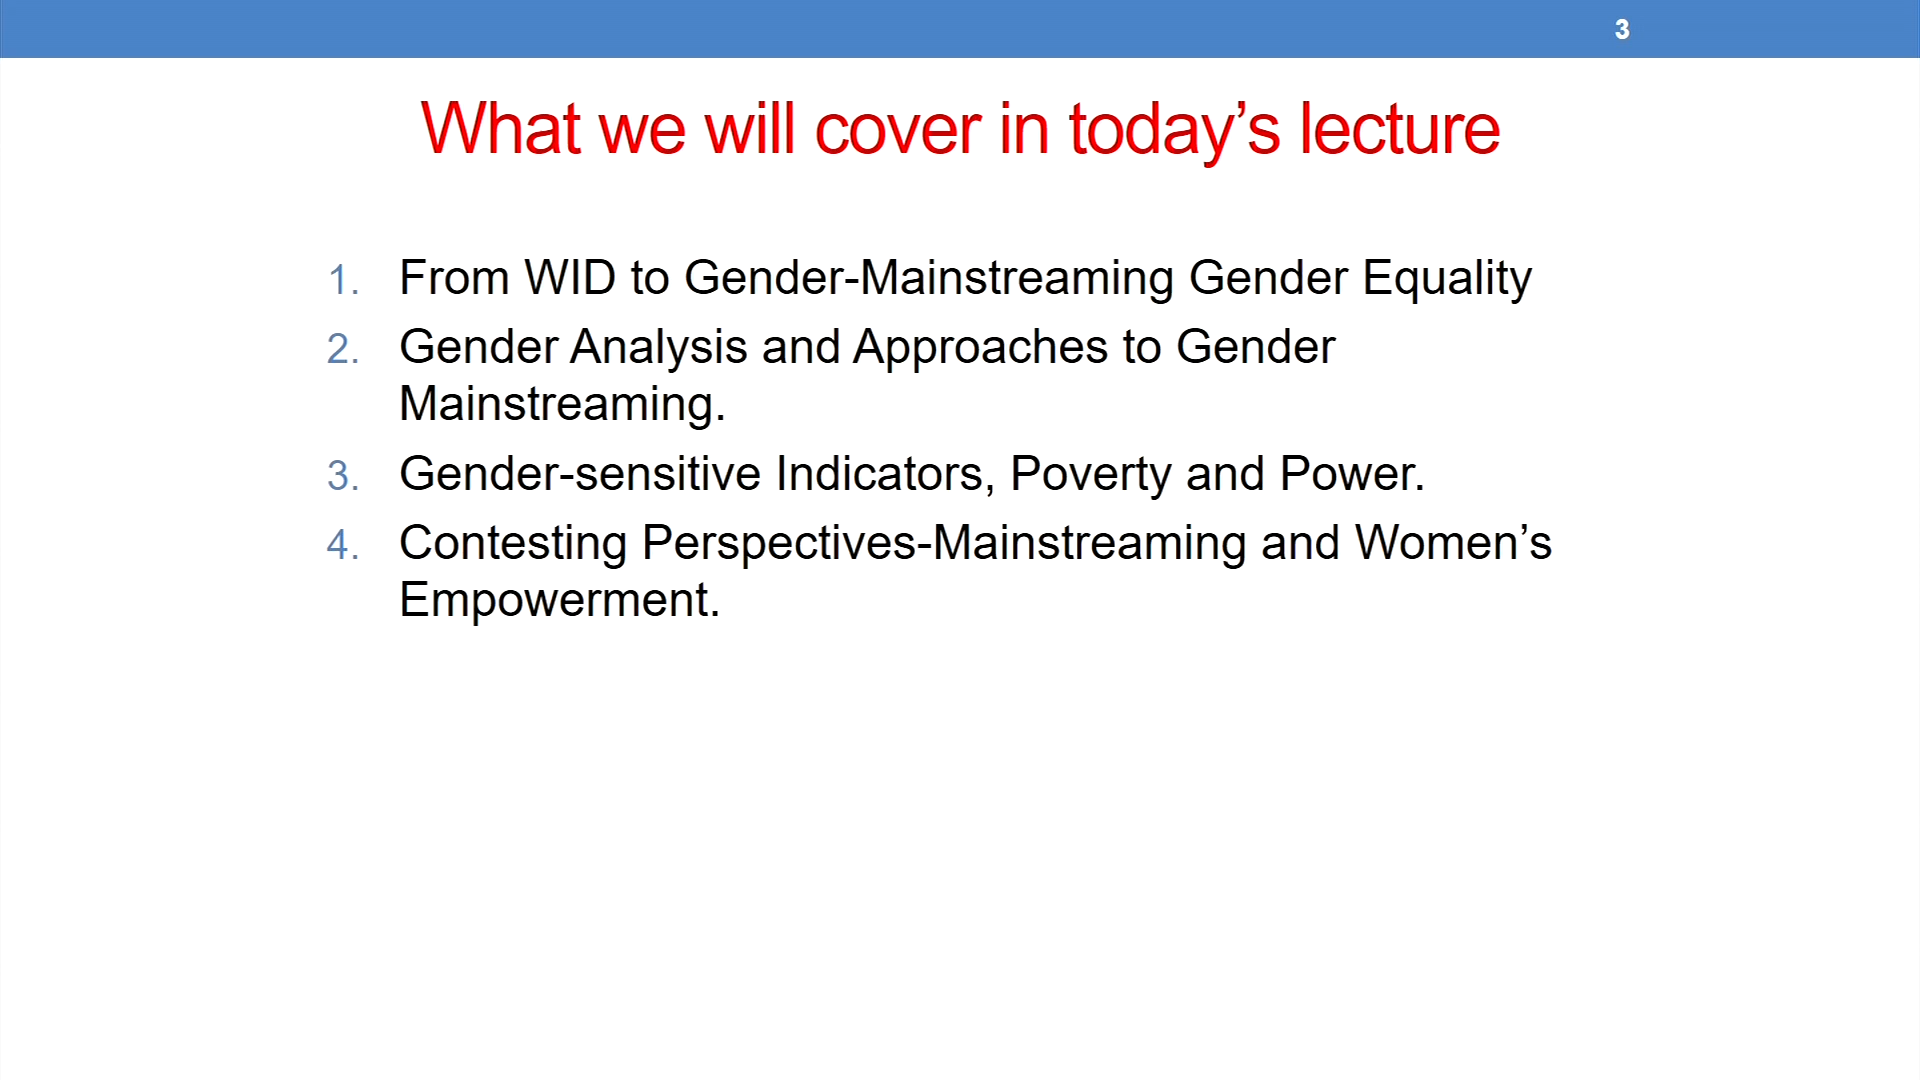 3
What we will cover in today’s lecture
1. From WID to Gender-Mainstreaming Gender Equality
2. Gender Analysis and Approaches to Gender
Mainstreaming.
3. Gender-sensitive Indicators, Poverty and Power.
4. Contesting Perspectives-Mainstreaming and Women’s
Empowerment.